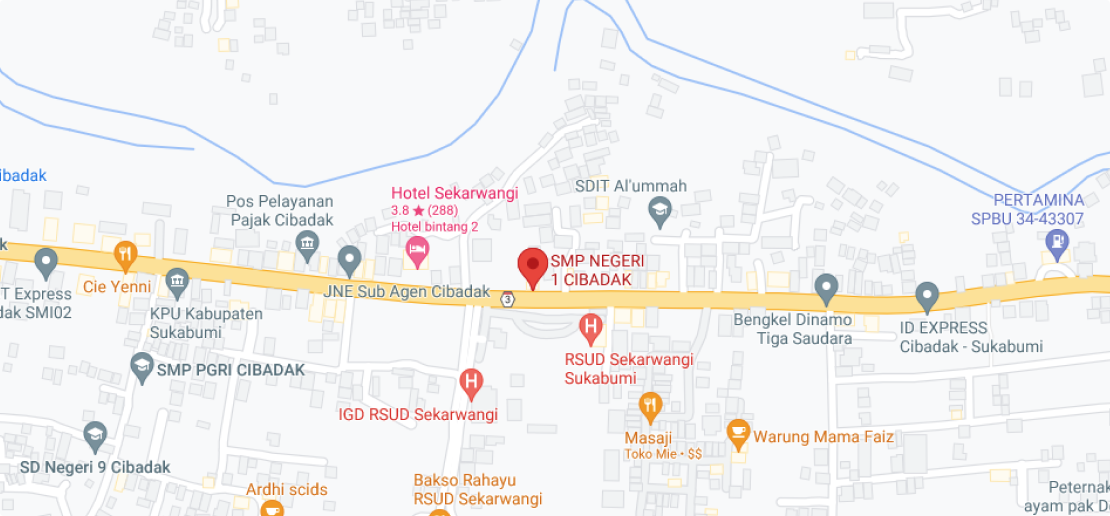 SDIT Al'ummah
ibadak
Hotel Sekarwangi
3.8 ★ (288)
Hotel bintang 2
Pos Pelayanan
Pajak Cibadak
PERTAMINA
SPBU 34-43307
k
SMP NEGERI
1 CIBADAK
Cie Yenni
T Express
dak SMI02
JNE Sub Agen Cibadak
3
KPU Kabupaten
Sukabumi
Bengkel Dinamo
Tiga Saudara
ID EXPRESS
Cibadak - Sukabumi
H
RSUD Sekarwangi
Sukabumi
SMP PGRI CIBADAK
H
IGD RSUD Sekarwangi
Masaji
Toko Mie • $$
Warung Mama Faiz
SD Negeri 9 Cibadak
Bakso Rahayu
RSUD Sekarwangi
Ardhi scids
Peternak
ayam pak D